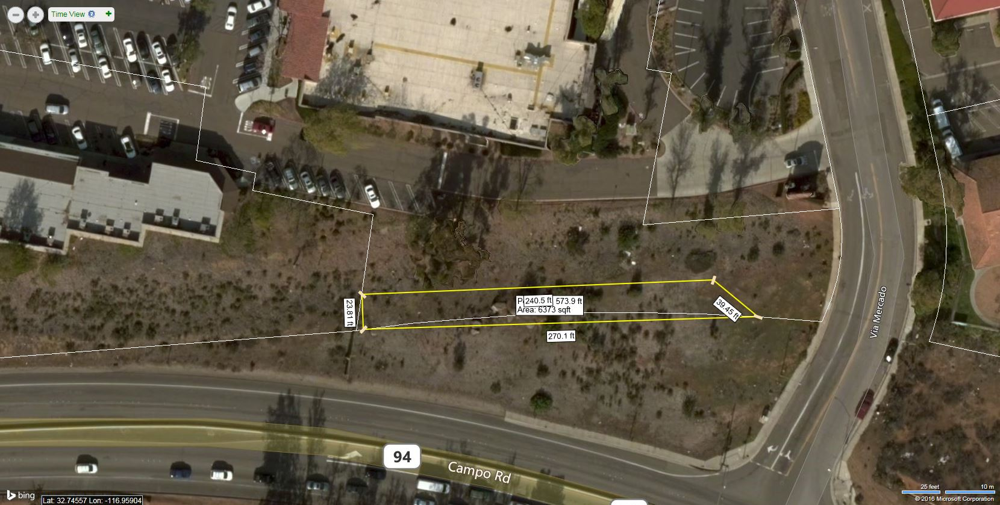 Time View
23.81 ft
P 240.5 ft 573.9 ft
Area: 6373 sqft
39.45 ft
270.1 ft
Via Mercado
94
Campo Rd
bing
Lat: 32.74557 Lon: -116.95904
25 feet
10 m
© 2016 Microsoft Corporation